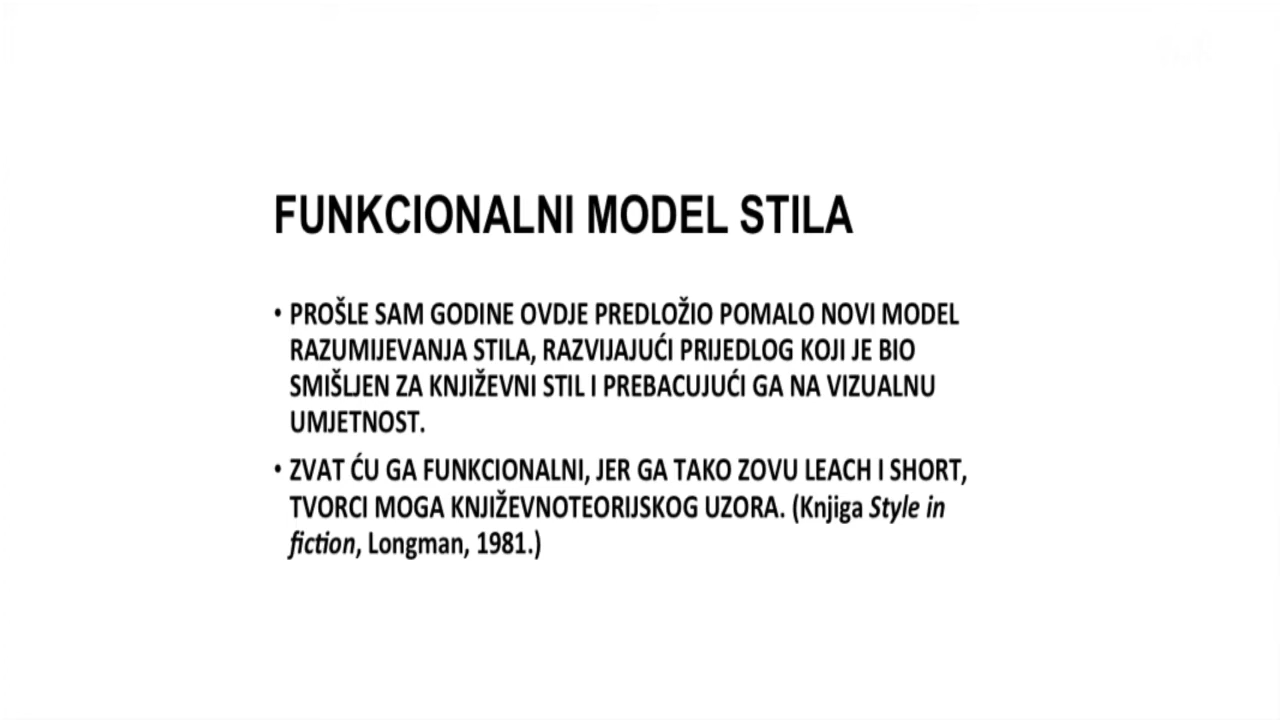 FUNKCIONALNI MODEL STILA
• PROŠLE SAM GODINE OVDJE PREDLOŽIO POMALO NOVI MODEL
RAZUMIJEVANJA STILA, RAZVIJAJUĆI PRIJEDLOG KOJI JE BIO
SMIŠLJEN ZA KNJIŽEVNI STIL I PREBACUJUĆI GA NA VIZUALNU
UMJETNOST.
• ZVAT ĆU GA FUNKCIONALNI, JER GA TAKO ZOVU LEACH I SHORT,
TVORCI MOGA KNJIŽEVNOTEORIJSKOG UZORA. (Knjiga Style in
fiction, Longman, 1981.)